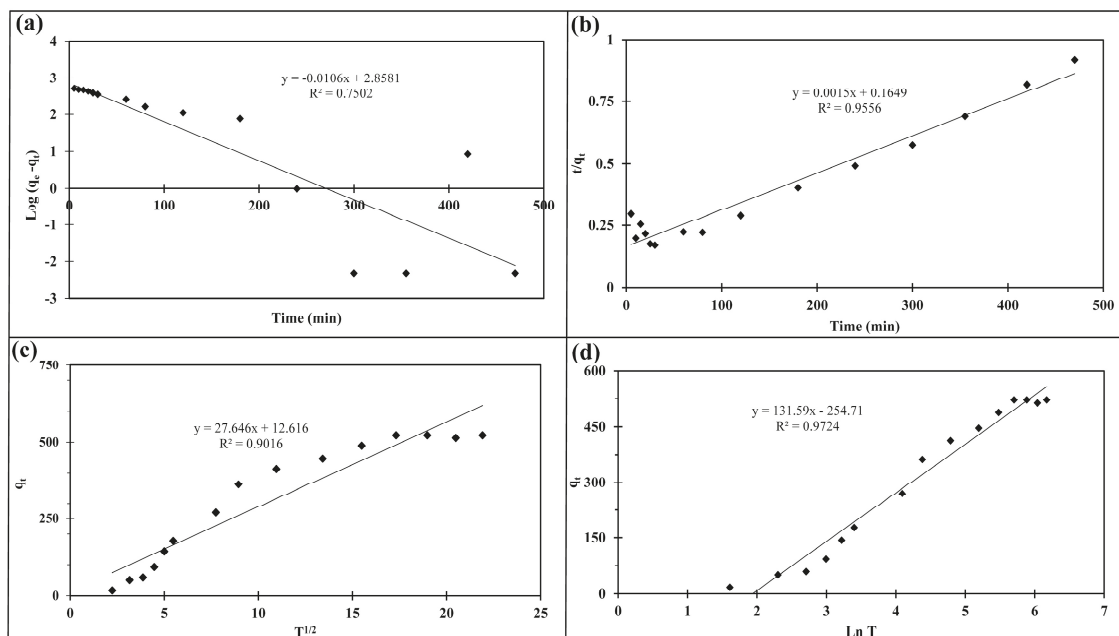 (a)
4
3
2
1
0
-1
-2
-3
0
100
200
300
400
500
Log (qe -qt)
y = -0.0106x + 2.8581
R² = 0.7502
Time (min)
(b)
1
0.75
0.5
0.25
0
0
100
200
300
400
500
t/qt
y = 0.0015x + 0.1649
R² = 0.9556
Time (min)
(c)
750
500
250
0
0
5
10
15
20
25
qt
y = 27.646x + 12.616
R² = 0.9016
T1/2
(d)
600
450
300
150
0
0
1
2
3
4
5
6
7
qt
y = 131.59x - 254.71
R² = 0.9724
Ln T